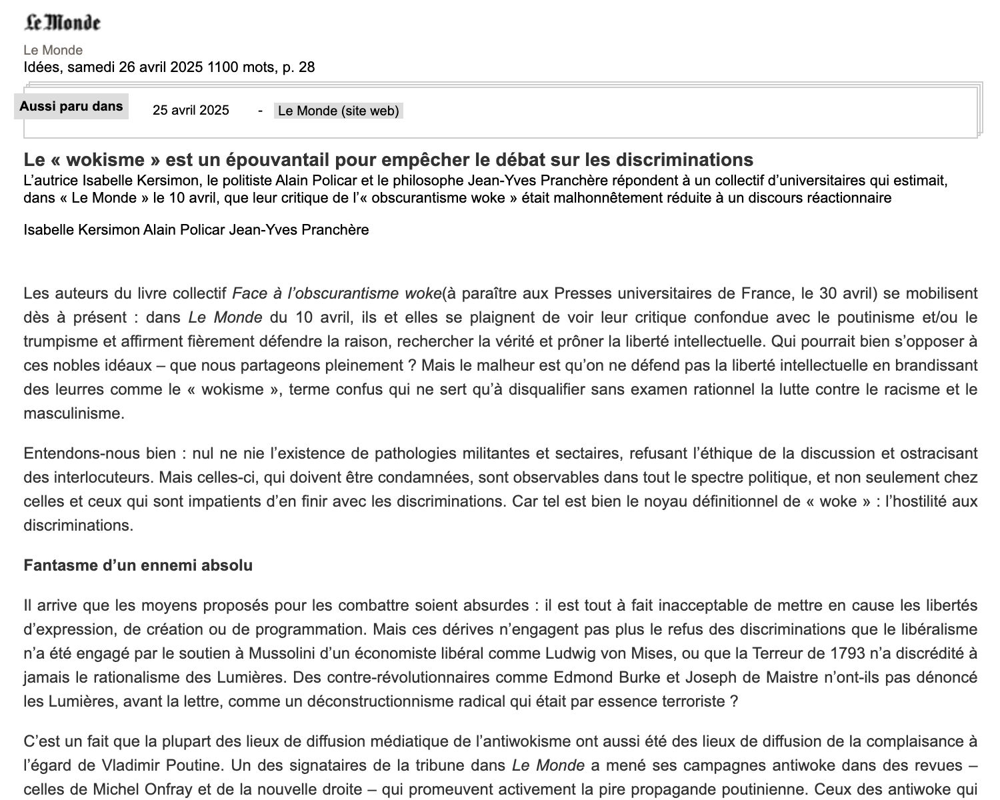 Le Monde
Le Monde
Idées, samedi 26 avril 2025 1100 mots, p. 28
Aussi paru dans 25 avril 2025 - Le Monde (site web)
Le « wokisme » est un épouvantail pour empêcher le débat sur les discriminations
L’autrice Isabelle Kersimon, le politiste Alain Policar et le philosophe Jean-Yves Pranchère répondent à un collectif d’universitaires qui estimait,
dans « Le Monde » le 10 avril, que leur critique de l’« obscurantisme woke » était malhonnêtement réduite à un discours réactionnaire
Isabelle Kersimon Alain Policar Jean-Yves Pranchère
Les auteurs du livre collectif Face à l’obscurantisme woke(à paraître aux Presses universitaires de France, le 30 avril) se mobilisent
dès à présent : dans Le Monde du 10 avril, ils et elles se plaignent de voir leur critique confondue avec le poutinisme et/ou le
trumpisme et affirment fièrement défendre la raison, rechercher la vérité et prôner la liberté intellectuelle. Qui pourrait bien s’opposer à
ces nobles idéaux – que nous partageons pleinement ? Mais le malheur est qu’on ne défend pas la liberté intellectuelle en brandissant
des leurres comme le « wokisme », terme confus qui ne sert qu’à disqualifier sans examen rationnel la lutte contre le racisme et le
masculinisme.
Entendons-nous bien : nul ne nie l’existence de pathologies militantes et sectaires, refusant l’éthique de la discussion et ostracisant
des interlocuteurs. Mais celles-ci, qui doivent être condamnées, sont observables dans tout le spectre politique, et non seulement chez
celles et ceux qui sont impatients d’en finir avec les discriminations. Car tel est bien le noyau définitionnel de « woke » : l’hostilité aux
discriminations.
Fantasme d’un ennemi absolu
Il arrive que les moyens proposés pour les combattre soient absurdes : il est tout à fait inacceptable de mettre en cause les libertés
d’expression, de création ou de programmation. Mais ces dérives n’engagent pas plus le refus des discriminations que le libéralisme
n’a été engagé par le soutien à Mussolini d’un économiste libéral comme Ludwig von Mises, ou que la Terreur de 1793 n’a discrédité à
jamais le rationalisme des Lumières. Des contre-révolutionnaires comme Edmond Burke et Joseph de Maistre n’ont-ils pas dénoncé
les Lumières, avant la lettre, comme un déconstructionnisme radical qui était par essence terroriste ?
C’est un fait que la plupart des lieux de diffusion médiatique de l’antiwokisme ont aussi été des lieux de diffusion de la complaisance à
l’égard de Vladimir Poutine. Un des signataires de la tribune dans Le Monde a mené ses campagnes antiwoke dans des revues –
celles de Michel Onfray et de la nouvelle droite – qui promeuvent activement la pire propagande poutinienne. Ceux des antiwoke qui